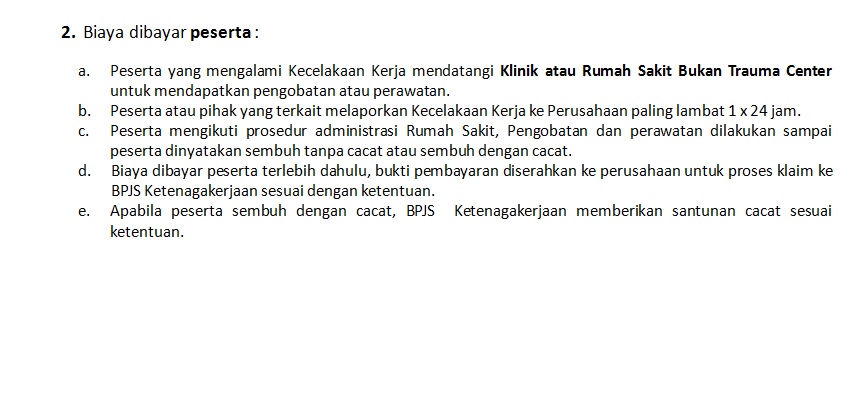 2. Biaya dibayar peserta :
a. Peserta yang mengalami Kecelakaan Kerja mendatangi Klinik atau Rumah Sakit Bukan Trauma Center
untuk mendapatkan pengobatan atau perawatan.
b. Peserta atau pihak yang terkait melaporkan Kecelakaan Kerja ke Perusahaan paling lambat 1 x 24 jam.
c. Peserta mengikuti prosedur administrasi Rumah Sakit, Pengobatan dan perawatan dilakukan sampai
peserta dinyatakan sembuh tanpa cacat atau sembuh dengan cacat.
d. Biaya dibayar peserta terlebih dahulu, bukti pembayaran diserahkan ke perusahaan untuk proses klaim ke
BPJS Ketenagakerjaan sesuai dengan ketentuan.
e. Apabila peserta sembuh dengan cacat, BPJS Ketenagakerjaan memberikan santunan cacat sesuai
ketentuan.